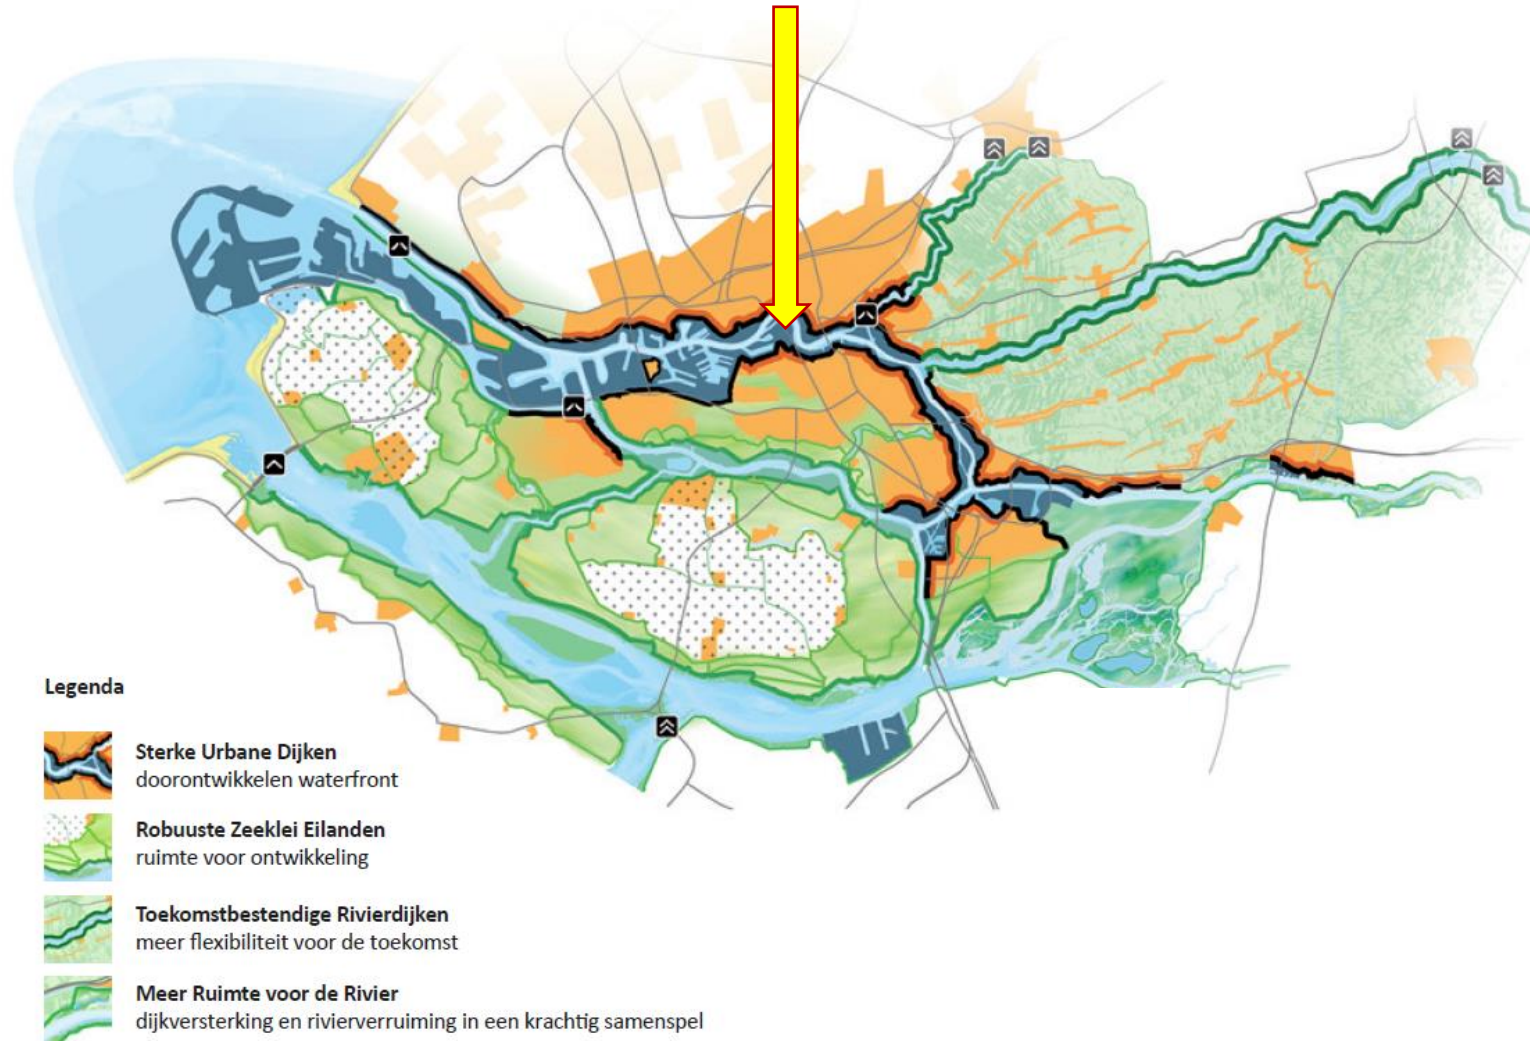 Legenda
Sterke Urbane Dijken
doorontwikkelen waterfront
Robuuste Zeeklei Eilanden
ruimte voor ontwikkeling
Toekomstbestendige Rivierdijken
meer flexibiliteit voor de toekomst
Meer Ruimte voor de Rivier
dijkversterking en rivierverruiming in een krachtig samenspel